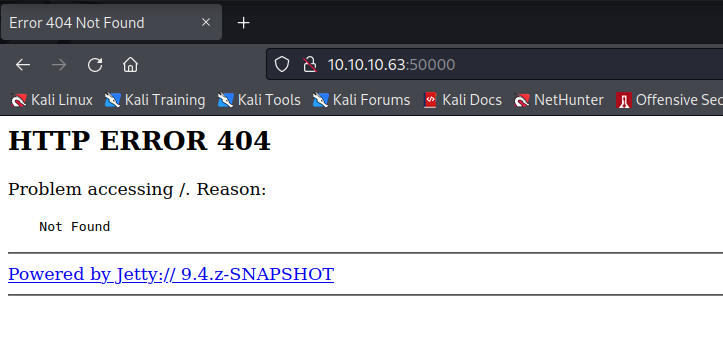 Error 404 Not Found
10.10.10.63:50000
Kali Linux Kali Training Kali Tools Kali Forums Kali Docs NetHunter Offensive Sec
HTTP ERROR 404
Problem accessing /. Reason:
Not Found
Powered by Jetty:// 9.4.z-SNAPSHOT